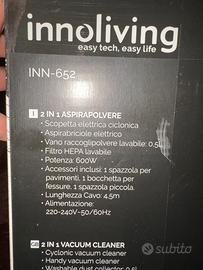 innoliving
easy tech, easy life
INN-652
I 2 IN 1 ASPIRAPOLVERE
• Scopetta elettrica ciclonica
• Aspirabriciole elettrico
• Vano raccoglipolvere lavabile: 0,5l
• Filtro HEPA lavabile
• Potenza: 600W
• Accessori inclusi: 1 spazzola per
pavimenti, 1 bocchetta per
fessure, 1 spazzola piccola.
• Lunghezza Cavo: 4,5m
• Alimentazione:
220-240V~50/60Hz
GB 2 IN 1 VACUUM CLEANER
• Cyclonic vacuum cleaner
• Handy vacuum cleaner
• Washable dust collector: 0,5l
subito